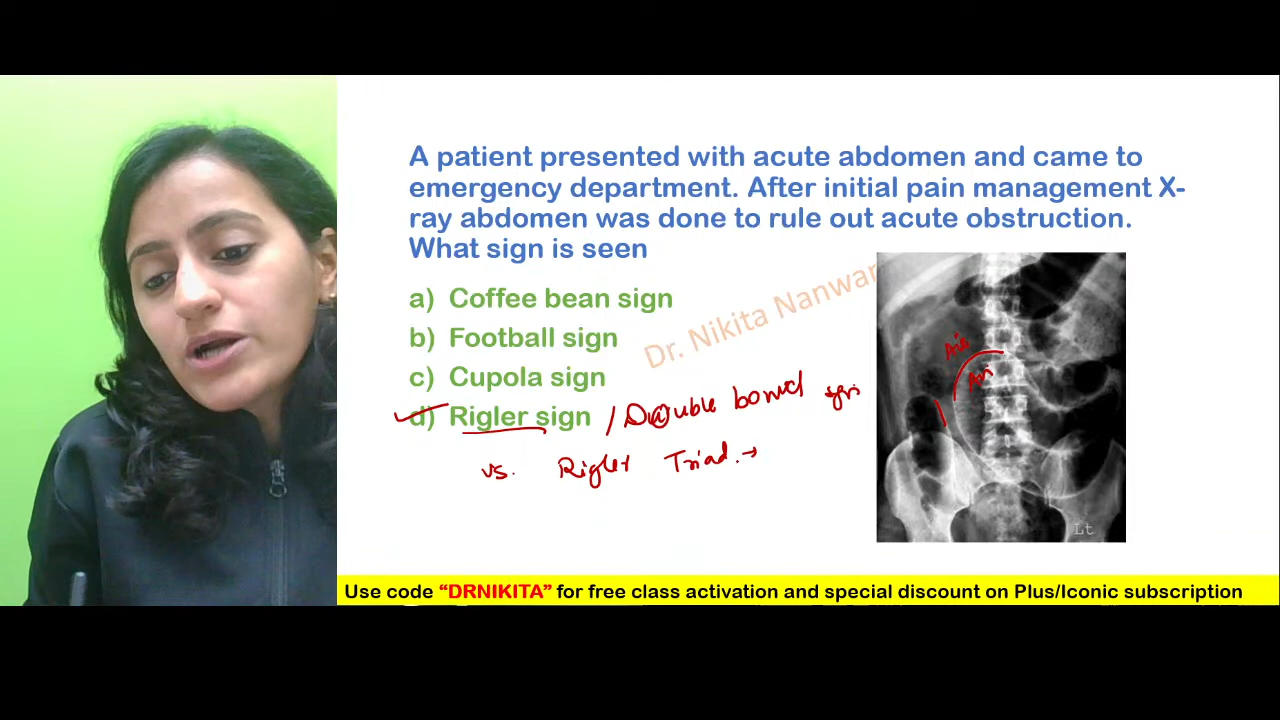 A patient presented with acute abdomen and came to
emergency department. After initial pain management X-
ray abdomen was done to rule out acute obstruction.
What sign is seen
a) Coffee bean sign
b) Football sign
c) Cupola sign
d) Rigler sign / Double bowel sign
vs. Rigler Triad. →
Dr. Nikita Nanwan
Air
Air
Lt
Use code “DRNIKITA” for free class activation and special discount on Plus/Iconic subscription